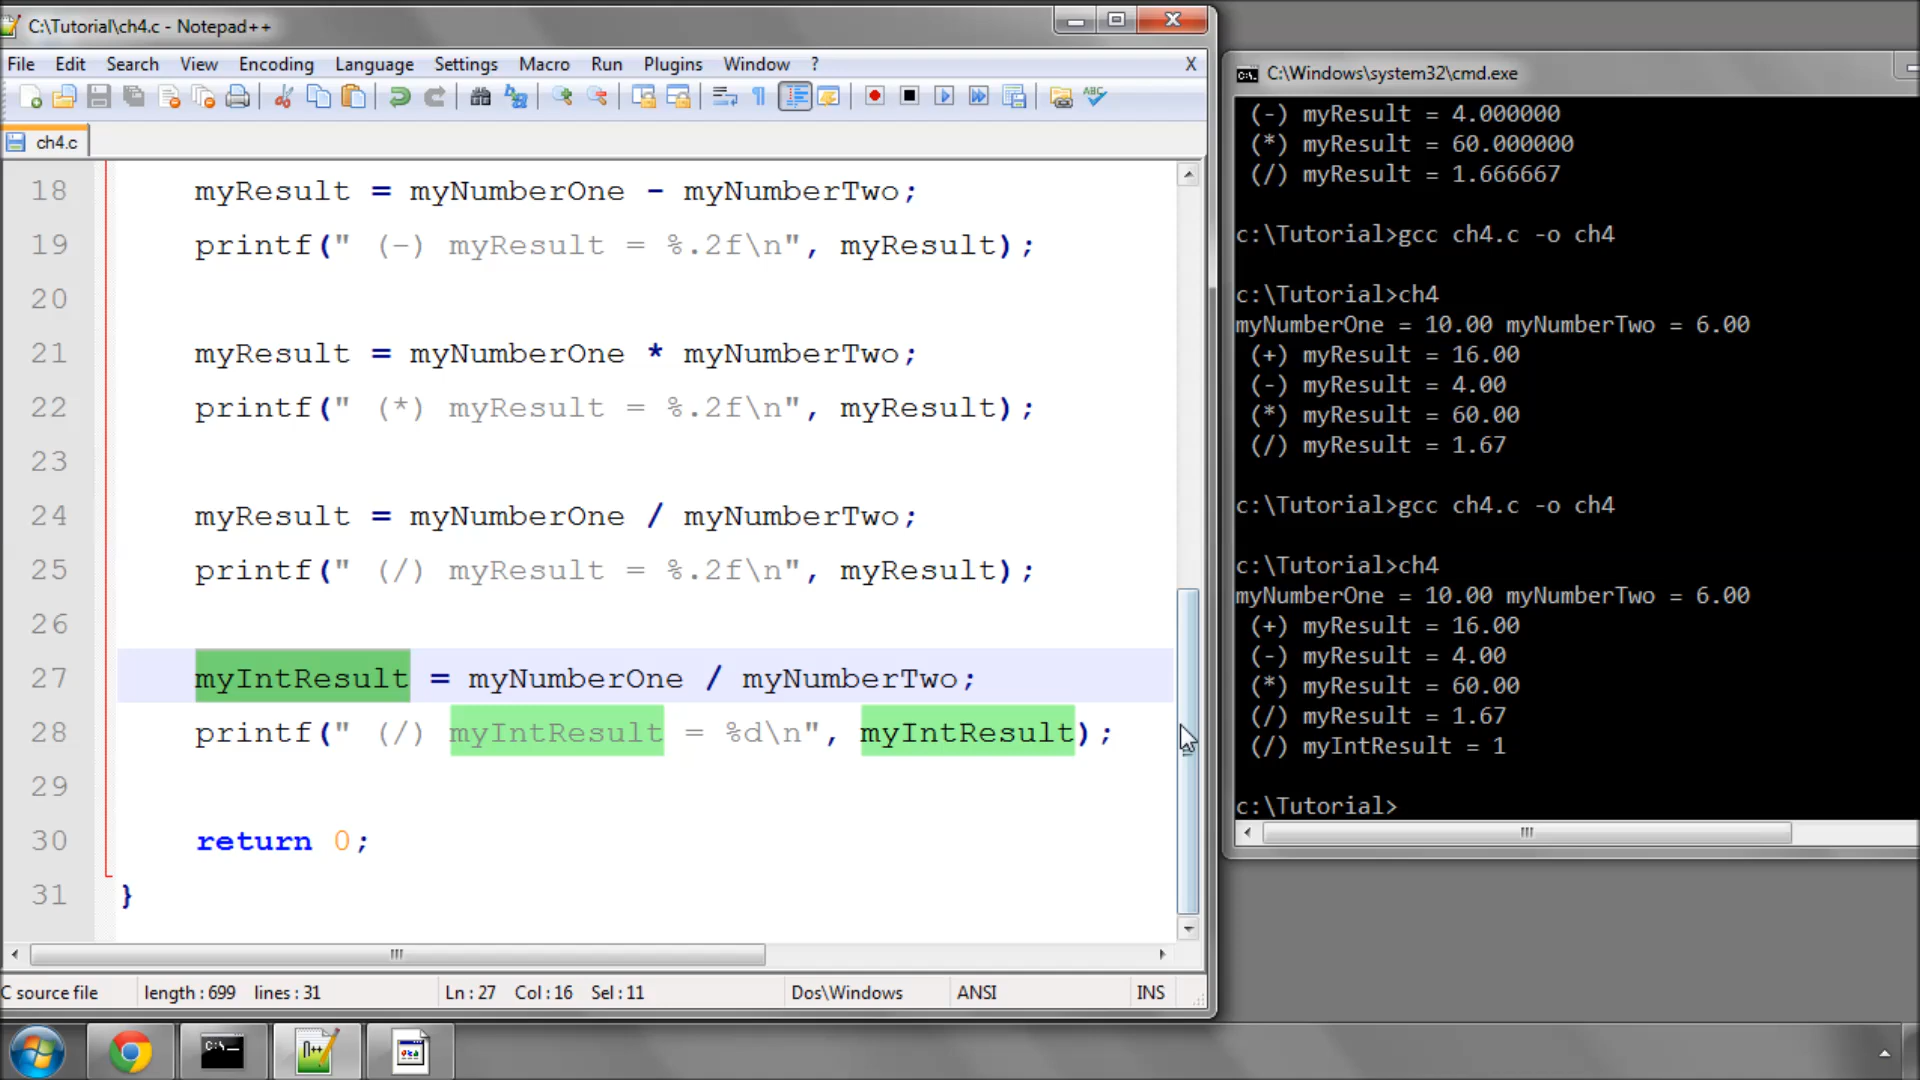 C:\Tutorial\ch4.c - Notepad++
File Edit Search View Encoding Language Settings Macro Run Plugins Window ? X
ch4.c
18 myResult = myNumberOne - myNumberTwo;
19 printf(" (-) myResult = %.2f\n", myResult);
20
21 myResult = myNumberOne * myNumberTwo;
22 printf(" (*) myResult = %.2f\n", myResult);
23
24 myResult = myNumberOne / myNumberTwo;
25 printf(" (/) myResult = %.2f\n", myResult);
26
27 myIntResult = myNumberOne / myNumberTwo;
28 printf(" (/) myIntResult = %d\n", myIntResult);
29
30 return 0;
31 }
C source file length : 699 lines : 31 Ln : 27 Col : 16 Sel : 11 Dos\Windows ANSI INS
C:\Windows\system32\cmd.exe
(-) myResult = 4.000000
(*) myResult = 60.000000
(/) myResult = 1.666667
c:\Tutorial>gcc ch4.c -o ch4
c:\Tutorial>ch4
myNumberOne = 10.00 myNumberTwo = 6.00
(+) myResult = 16.00
(-) myResult = 4.00
(*) myResult = 60.00
(/) myResult = 1.67
c:\Tutorial>gcc ch4.c -o ch4
c:\Tutorial>ch4
myNumberOne = 10.00 myNumberTwo = 6.00
(+) myResult = 16.00
(-) myResult = 4.00
(*) myResult = 60.00
(/) myResult = 1.67
(/) myIntResult = 1
c:\Tutorial>